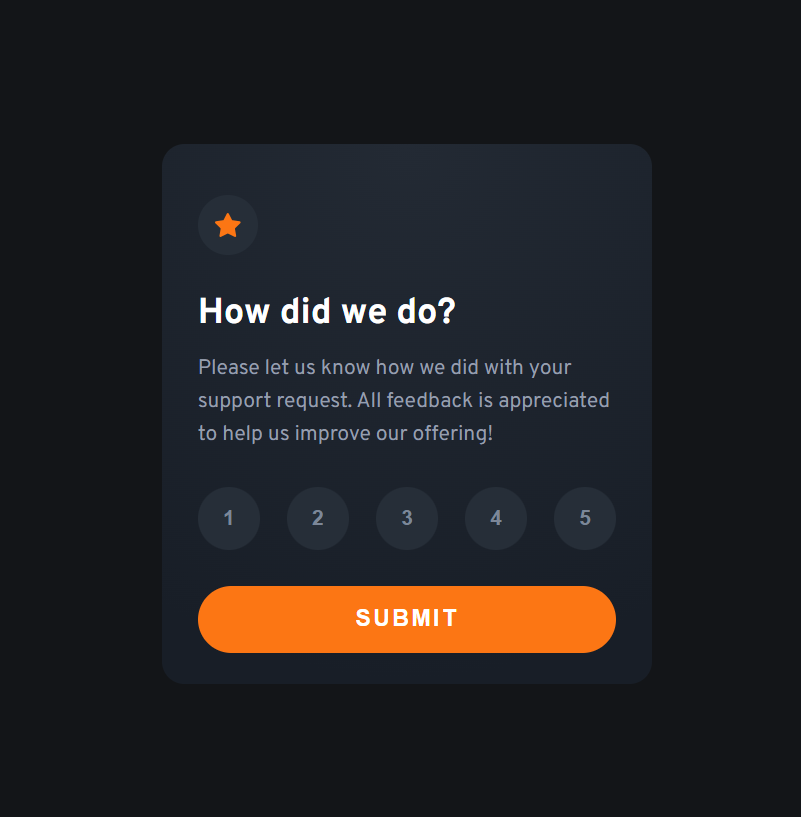 How did we do?
Please let us know how we did with your
support request. All feedback is appreciated
to help us improve our offering!
1 2 3 4 5
SUBMIT